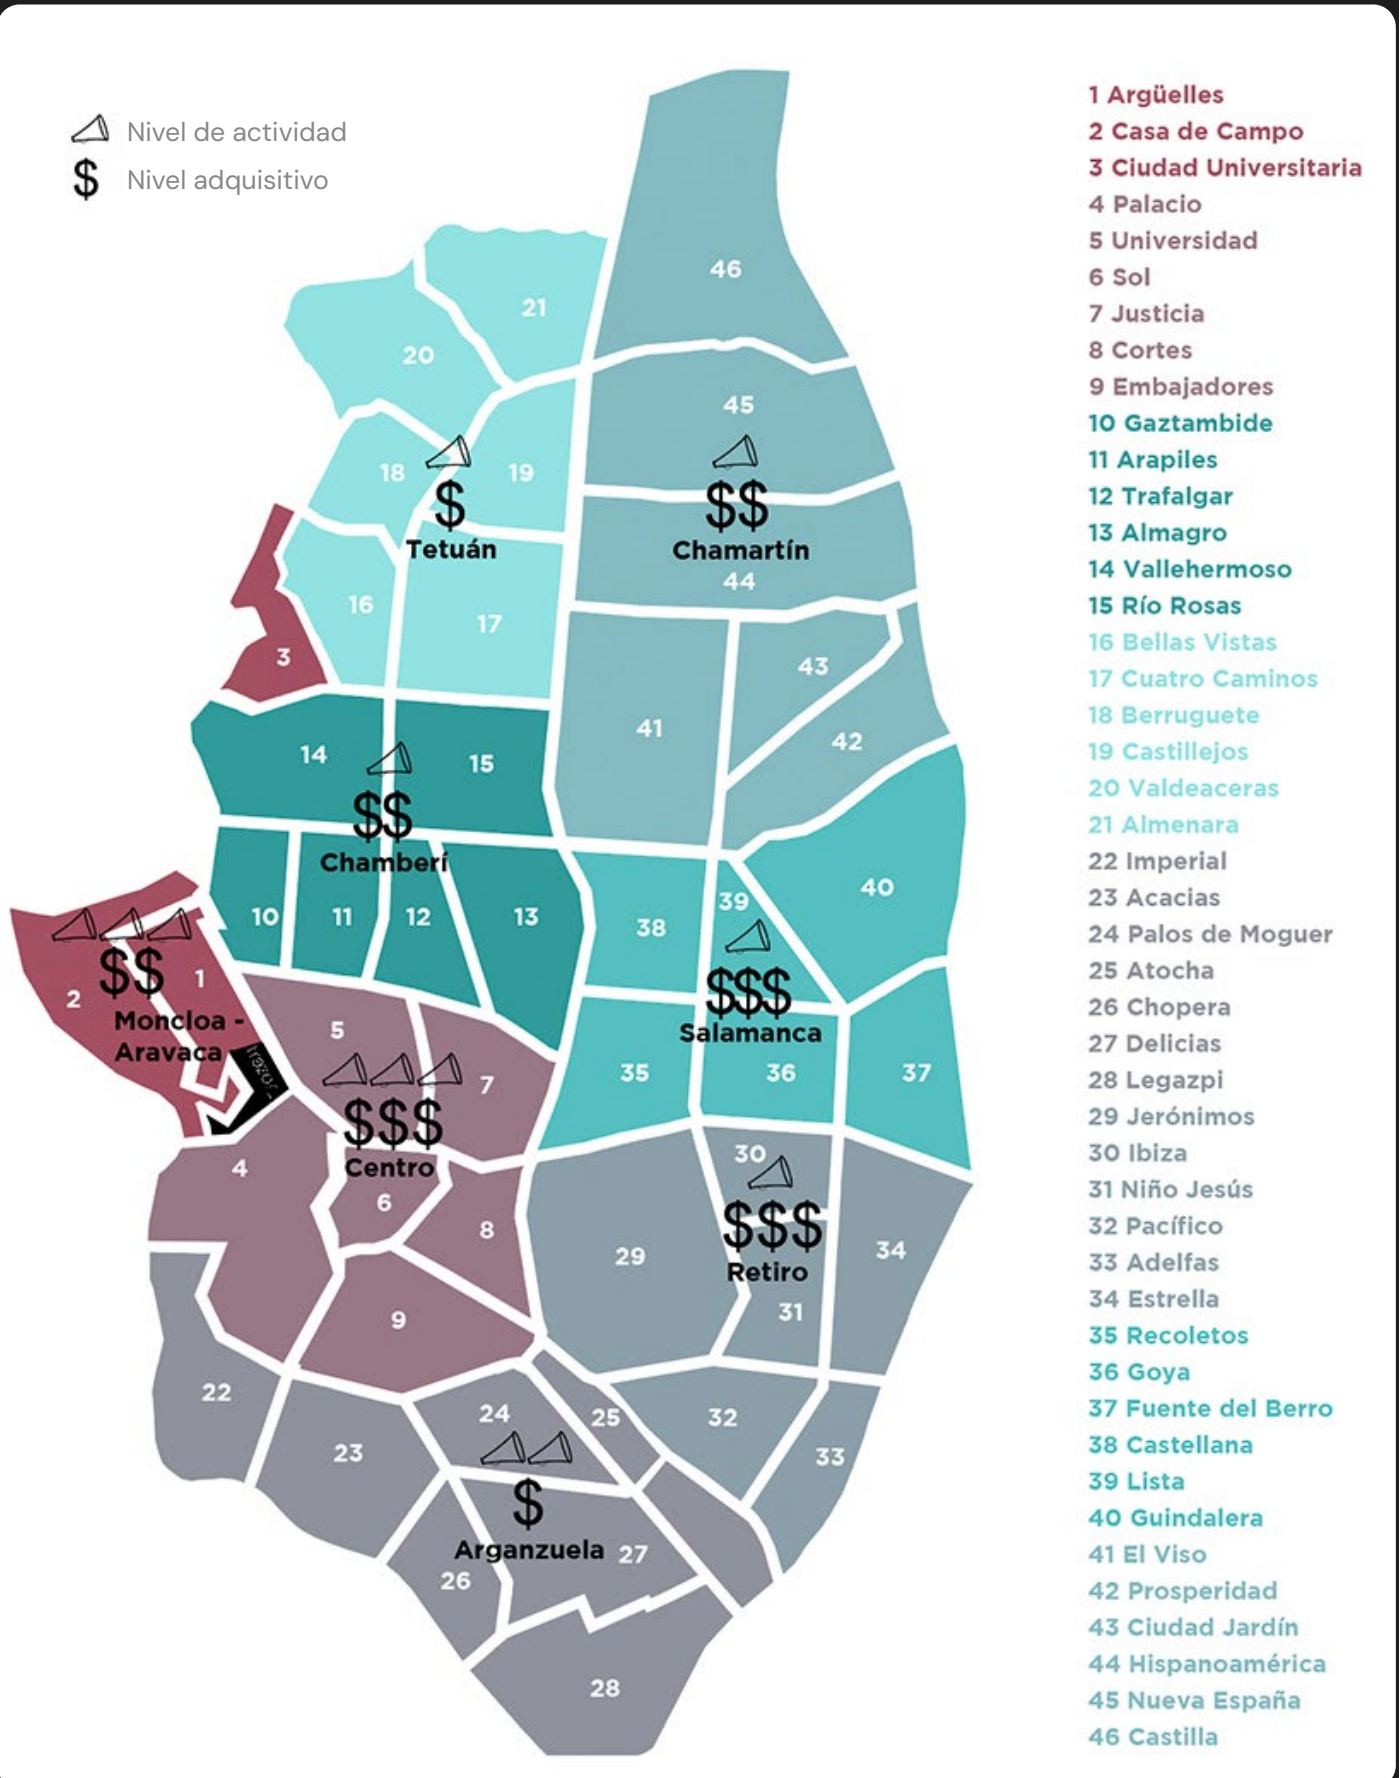 Nivel de actividad
$ Nivel adquisitivo
46
21
20
45
18
19
$
Tetuán
$$
Chamartín
44
16
17
3
43
41
42
14
15
$$
Chamberí
10
11
12
13
38
39
40
$$$
Salamanca
2
$$
1
Moncloa -
Aravaca
5
7
$$$
Centro
35
36
37
4
6
8
30
$$$
Retiro
29
31
34
9
22
23
24
25
32
33
$
Arganzuela
26
27
28
1 Argüelles
2 Casa de Campo
3 Ciudad Universitaria
4 Palacio
5 Universidad
6 Sol
7 Justicia
8 Cortes
9 Embajadores
10 Gaztambide
11 Arapiles
12 Trafalgar
13 Almagro
14 Vallehermoso
15 Río Rosas
16 Bellas Vistas
17 Cuatro Caminos
18 Berruguete
19 Castillejos
20 Valdeaceras
21 Almenara
22 Imperial
23 Acacias
24 Palos de Moguer
25 Atocha
26 Chopera
27 Delicias
28 Legazpi
29 Jerónimos
30 Ibiza
31 Niño Jesús
32 Pacífico
33 Adelfas
34 Estrella
35 Recoletos
36 Goya
37 Fuente del Berro
38 Castellana
39 Lista
40 Guindalera
41 El Viso
42 Prosperidad
43 Ciudad Jardín
44 Hispanoamérica
45 Nueva España
46 Castilla